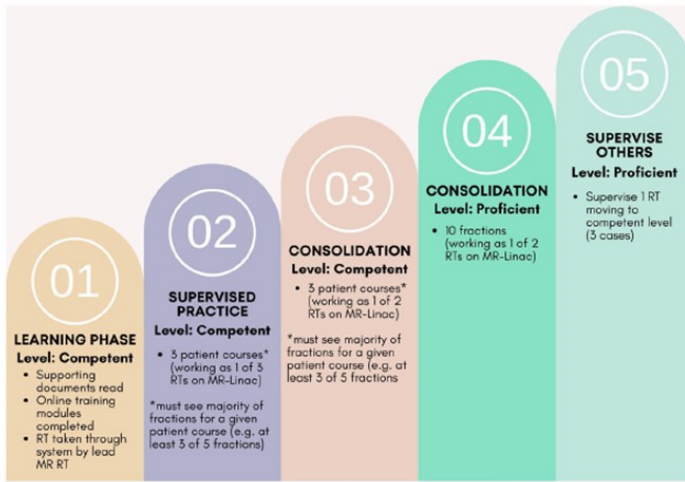 01
LEARNING PHASE
Level: Competent
• Supporting
documents read
• Online training
modules
completed
• RT taken through
system by lead
MR RT
02
SUPERVISED
PRACTICE
Level: Competent
• 3 patient courses*
(working as 1 of 3
RTs on MR-Linac)
*must see majority of
fractions for a given
patient course (e.g. at
least 3 of 5 fractions)
03
CONSOLIDATION
Level: Competent
• 3 patient courses*
(working as 1 of 2
RTs on MR-Linac)
*must see majority of
fractions for a given
patient course (e.g. at
least 3 of 5 fractions
04
CONSOLIDATION
Level: Proficient
• 10 fractions
(working as 1 of 2
RTs on MR-Linac)
05
SUPERVISE
OTHERS
Level: Proficient
• Supervise 1 RT
moving to
competent level
(3 cases)